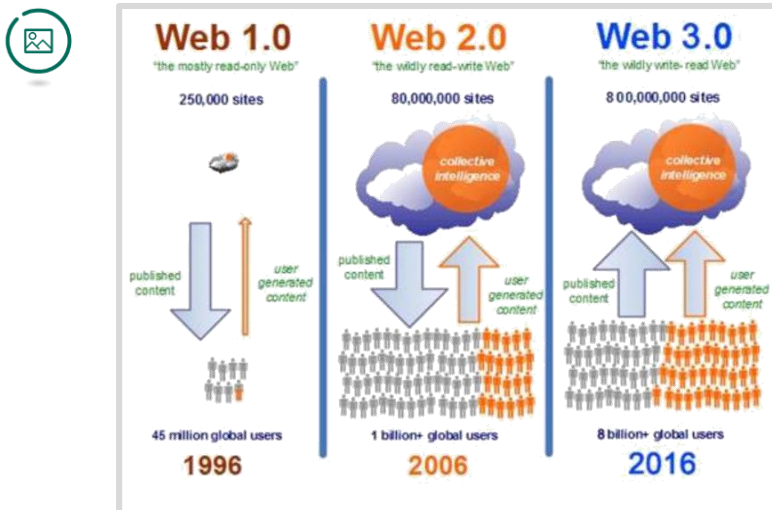 Web 1.0
"the mostly read-only Web"
250,000 sites
published
content
user
generated
content
45 million global users
1996
Web 2.0
"the wildly read-write Web"
80,000,000 sites
collective
intelligence
published
content
user
generated
content
1 billion+ global users
2006
Web 3.0
"the wildly write- read Web"
800,000,000 sites
collective
intelligence
published
content
user
generated
content
8 billion+ global users
2016